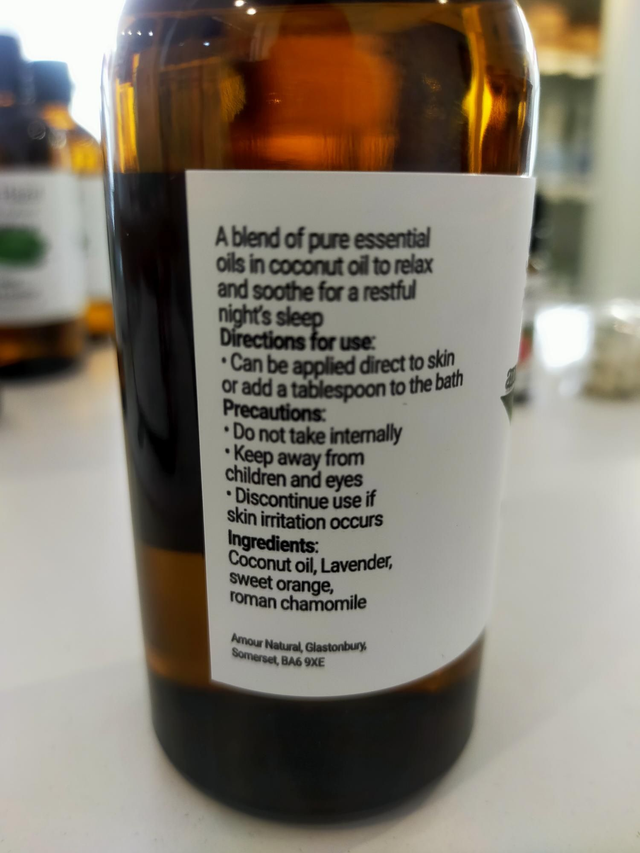 A blend of pure essential
oils in coconut oil to relax
and soothe for a restful
night's sleep
Directions for use:
• Can be applied direct to skin
or add a tablespoon to the bath
Precautions:
• Do not take internally
• Keep away from
children and eyes
• Discontinue use if
skin irritation occurs
Ingredients:
Coconut oil, Lavender,
sweet orange,
roman chamomile
Amour Natural, Glastonbury,
Somerset, BA6 9XE